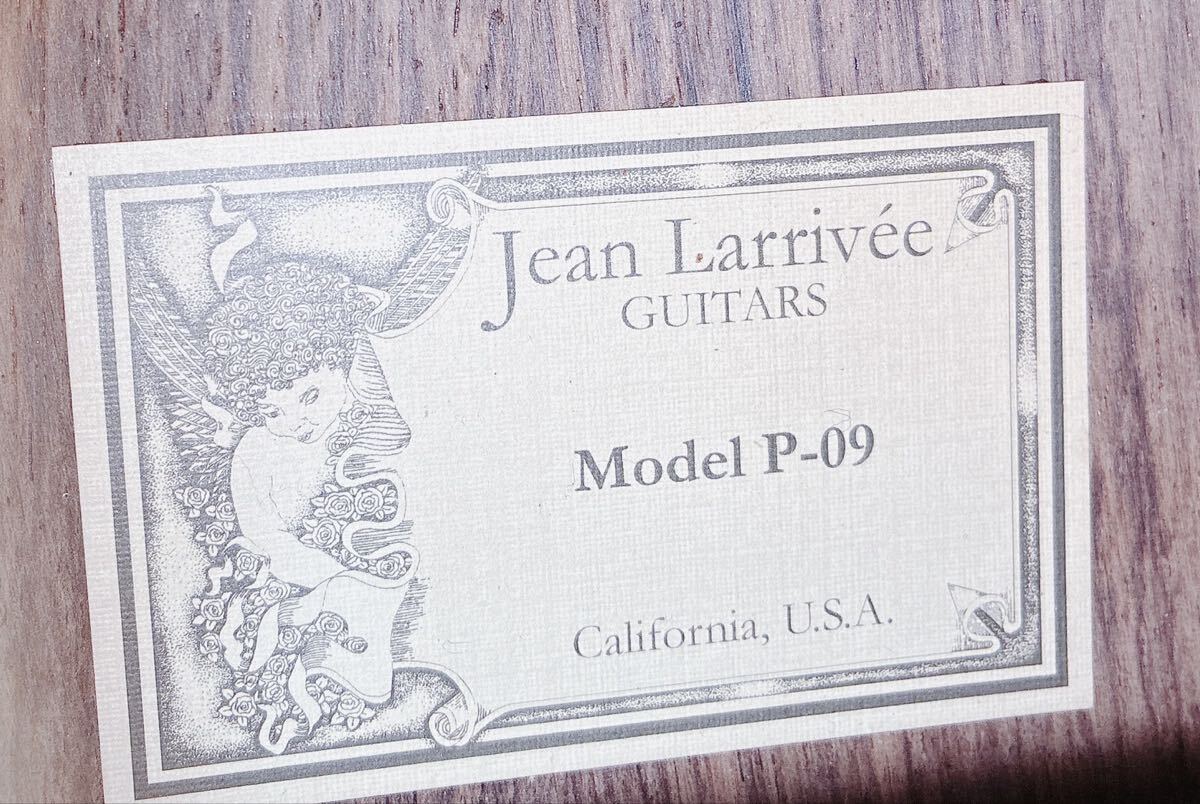 Jean Larrivée
GUITARS
Model P-09
California, U.S.A.